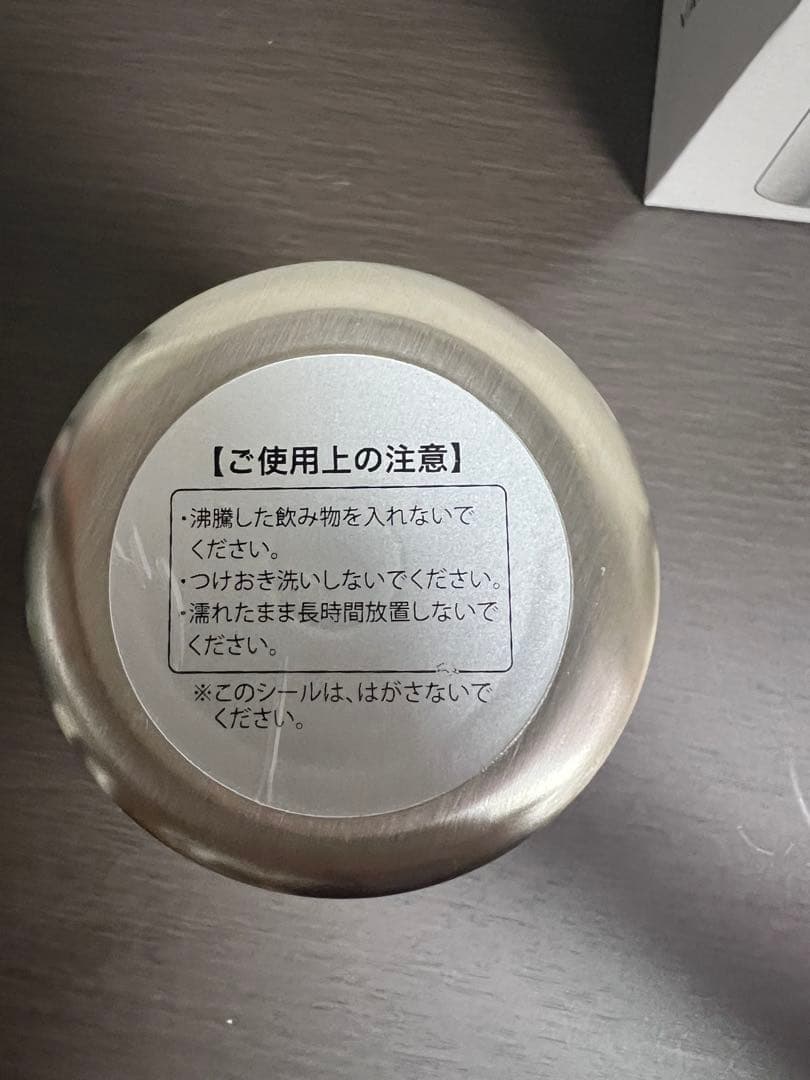 【ご使用上の注意】
・沸騰した飲み物を入れないで
ください。
・つけおき洗いしないでください。
・濡れたまま長時間放置しないで
ください。
※このシールは、はがさないで
ください。